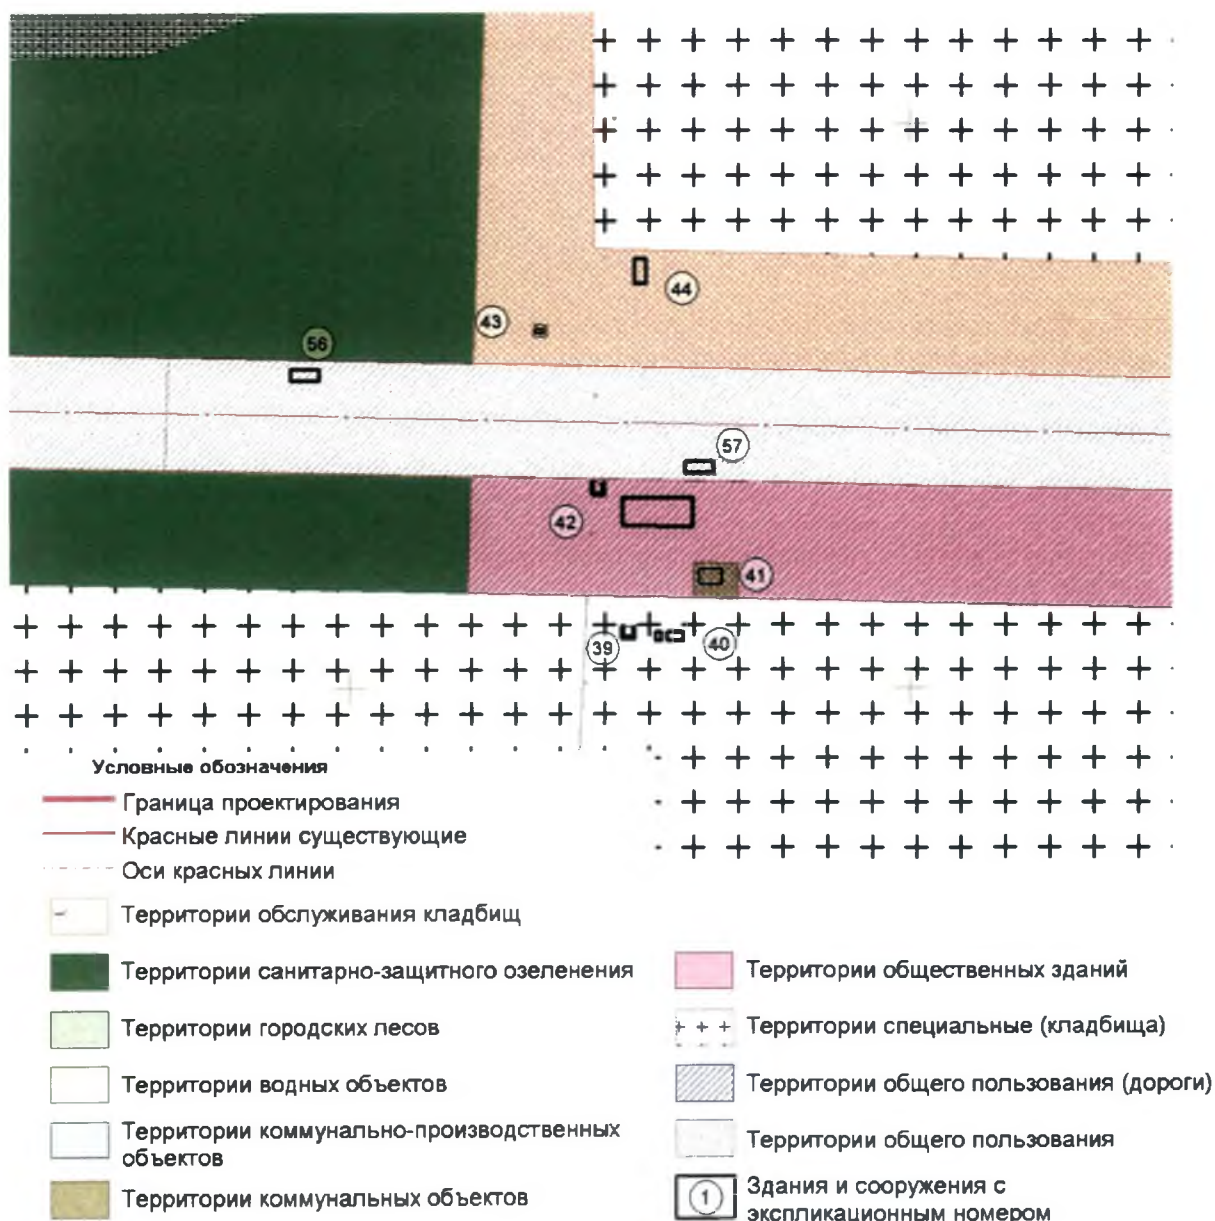 44
43
56
57
42
41
39
40
Условные обозначения
Граница проектирования
Красные линии существующие
Оси красных линии
Территории обслуживания кладбищ
Территории санитарно-защитного озеленения
Территории городских лесов
Территории водных объектов
Территории коммунально-производственных
объектов
Территории коммунальных объектов
Территории общественных зданий
Территории специальные (кладбища)
Территории общего пользования (дороги)
Территории общего пользования
1
Здания и сооружения с
экспликационным номером